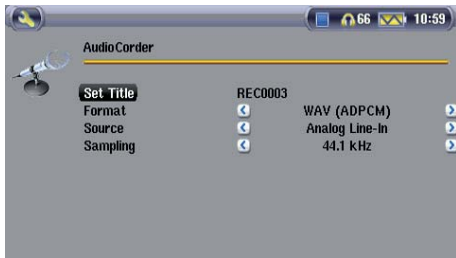 66 10:59
AudioCorder
Set Title REC0003
Format WAV (ADPCM)
Source Analog Line-In
Sampling 44.1 kHz